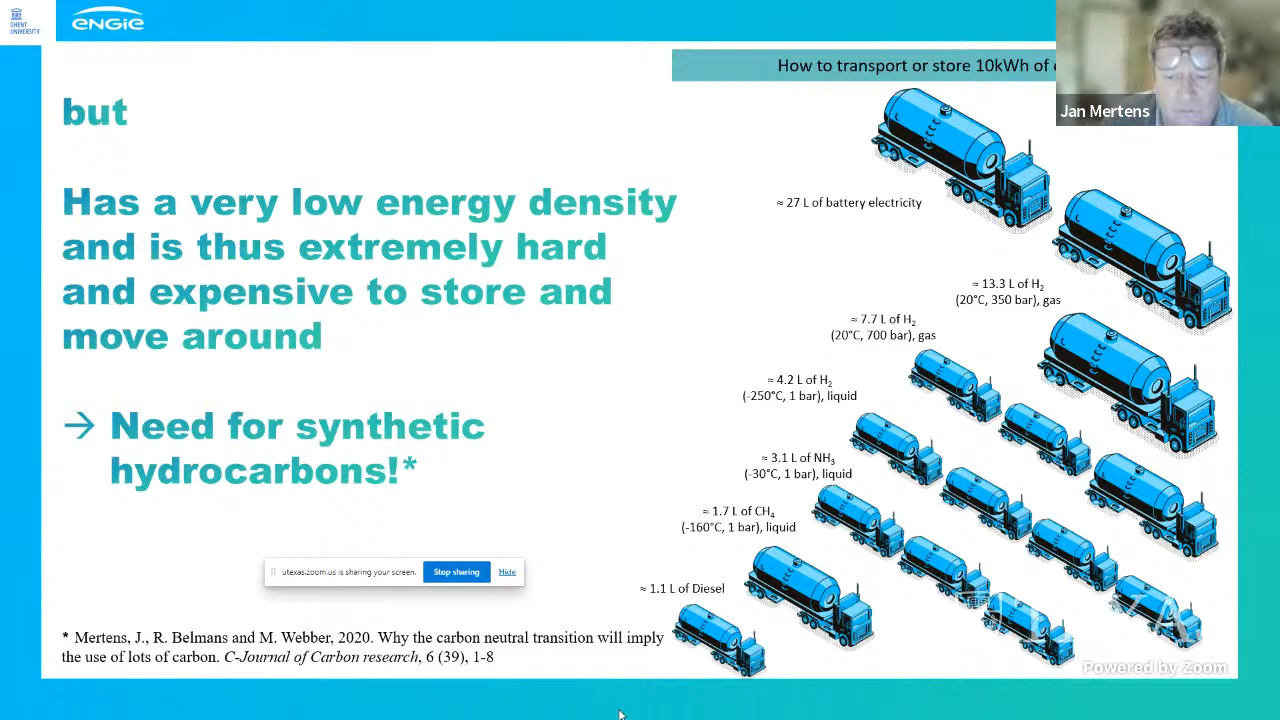 GHENT
UNIVERSITY
ENGIE
How to transport or store 10kWh of
Jan Mertens
but
Has a very low energy density
and is thus extremely hard
and expensive to store and
move around
→ Need for synthetic
hydrocarbons!*
≈ 27 L of battery electricity
≈ 13.3 L of H₂
(20°C, 350 bar), gas
≈ 7.7 L of H₂
(20°C, 700 bar), gas
≈ 4.2 L of H₂
(-250°C, 1 bar), liquid
≈ 3.1 L of NH₃
(-30°C, 1 bar), liquid
≈ 1.7 L of CH₄
(-160°C, 1 bar), liquid
≈ 1.1 L of Diesel
utexas.zoom.us is sharing your screen. Stop sharing Hide
* Mertens, J., R. Belmans and M. Webber, 2020. Why the carbon neutral transition will imply
the use of lots of carbon. C-Journal of Carbon research, 6 (39), 1-8
Powered by Zoom